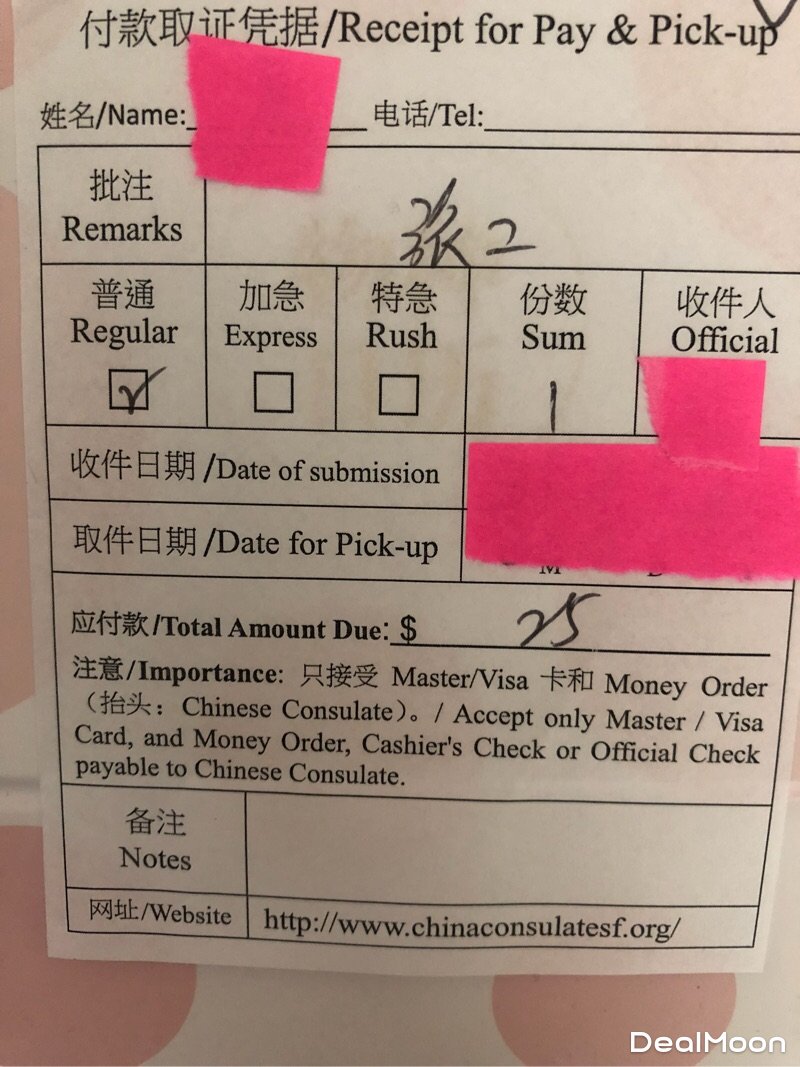 付款取证凭据/Receipt for Pay & Pick-up
姓名/Name: 电话/Tel:
批注
Remarks
张2
普通
Regular
加急
Express
特急
Rush
份数
Sum
1
收件人
Official
收件日期/Date of submission
取件日期/Date for Pick-up
应付款/Total Amount Due: $ 25
注意/Importance: 只接受 Master/Visa 卡和 Money Order
（抬头：Chinese Consulate）。/ Accept only Master / Visa
Card, and Money Order, Cashier's Check or Official Check
payable to Chinese Consulate.
备注
Notes
网址/Website http://www.chinaconsulatesf.org/
DealMoon